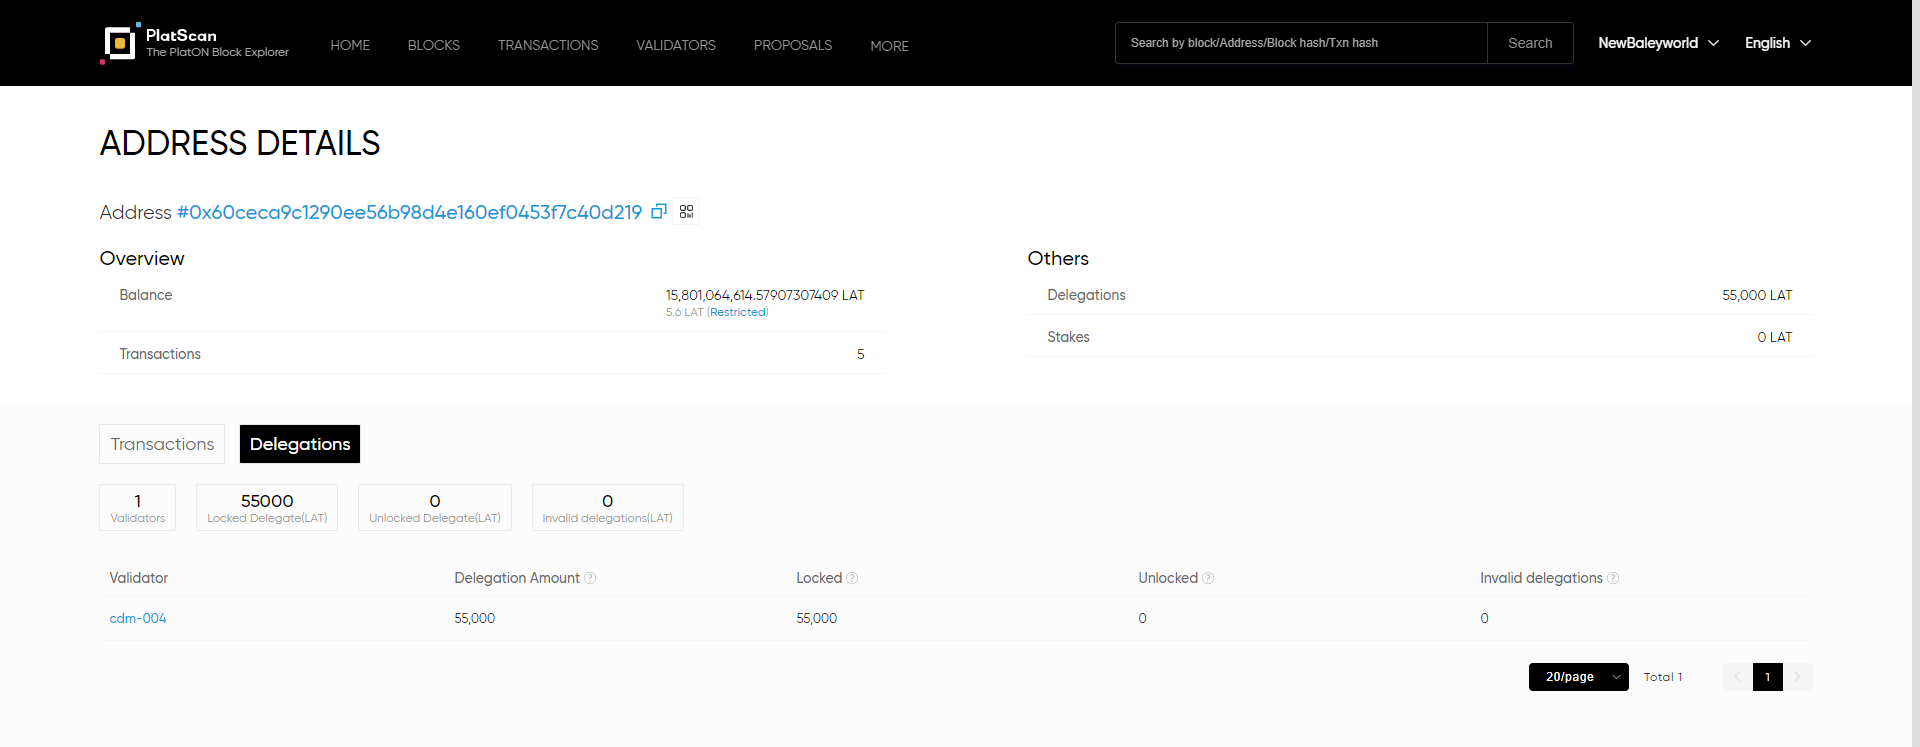 PlatScan
The PlatON Block Explorer
HOME BLOCKS TRANSACTIONS VALIDATORS PROPOSALS MORE
Search by block/Address/Block hash/Txn hash Search NewBaleyworld English
ADDRESS DETAILS
Address #0x60ceca9c1290ee56b98d4e160ef0453f7c40d219
Overview
Balance 15,801,064,614.57907307409 LAT
5.6 LAT (Restricted)
Transactions 5
Others
Delegations 55,000 LAT
Stakes 0 LAT
Transactions Delegations
1 55000 0 0
Validators Locked Delegate(LAT) Unlocked Delegate(LAT) Invalid delegations(LAT)
Validator Delegation Amount ? Locked ? Unlocked ? Invalid delegations ?
cdm-004 55,000 55,000 0 0
20/page Total 1 < 1 >